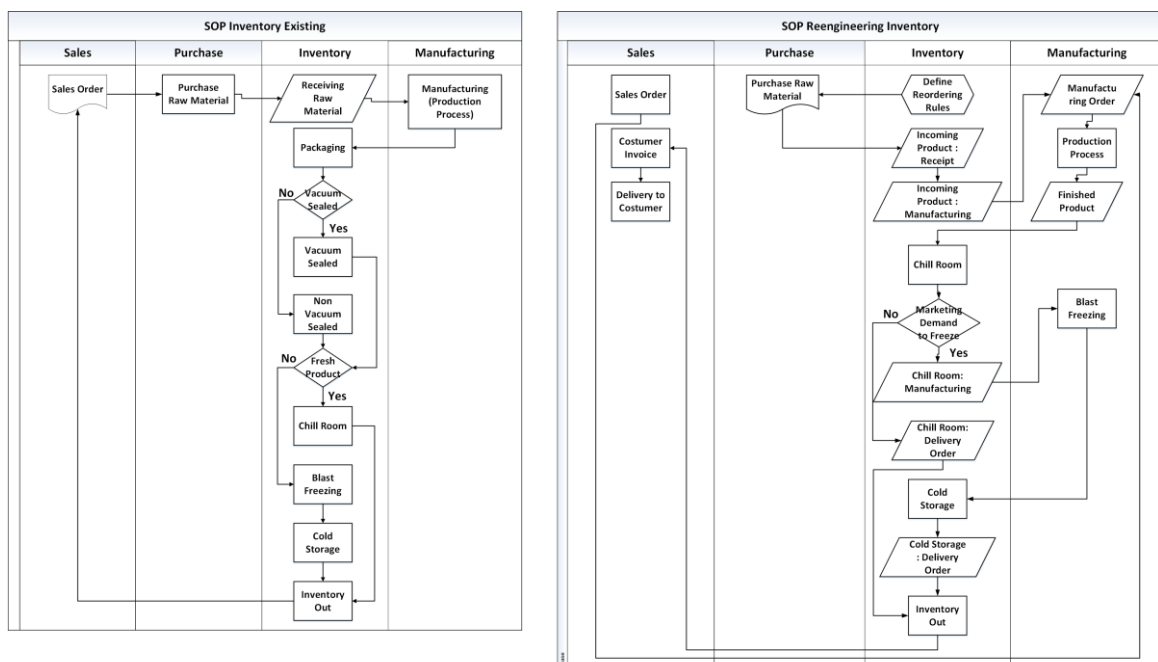 SOP Inventory Existing
Sales
Purchase
Inventory
Manufacturing
Sales Order
Purchase
Raw Material
Receiving
Raw
Material
Manufacturing
(Production
Process)
Packaging
No
Vacuum
Sealed
Yes
Vacuum
Sealed
Non
Vacuum
Sealed
No
Fresh
Product
Yes
Chill Room
Blast
Freezing
Cold
Storage
Inventory
Out
SOP Reengineering Inventory
Sales
Purchase
Inventory
Manufacturing
Sales Order
Purchase Raw
Material
Define
Reordering
Rules
Manufactu
ring Order
Costumer
Invoice
Incoming
Product :
Receipt
Production
Process
Delivery to
Costumer
Incoming
Product :
Manufacturing
Finished
Product
Chill Room
No
Marketing
Demand
to Freeze
Yes
Blast
Freezing
Chill Room:
Manufacturing
Chill Room:
Delivery
Order
Cold
Storage
Cold Storage
: Delivery
Order
Inventory
Out